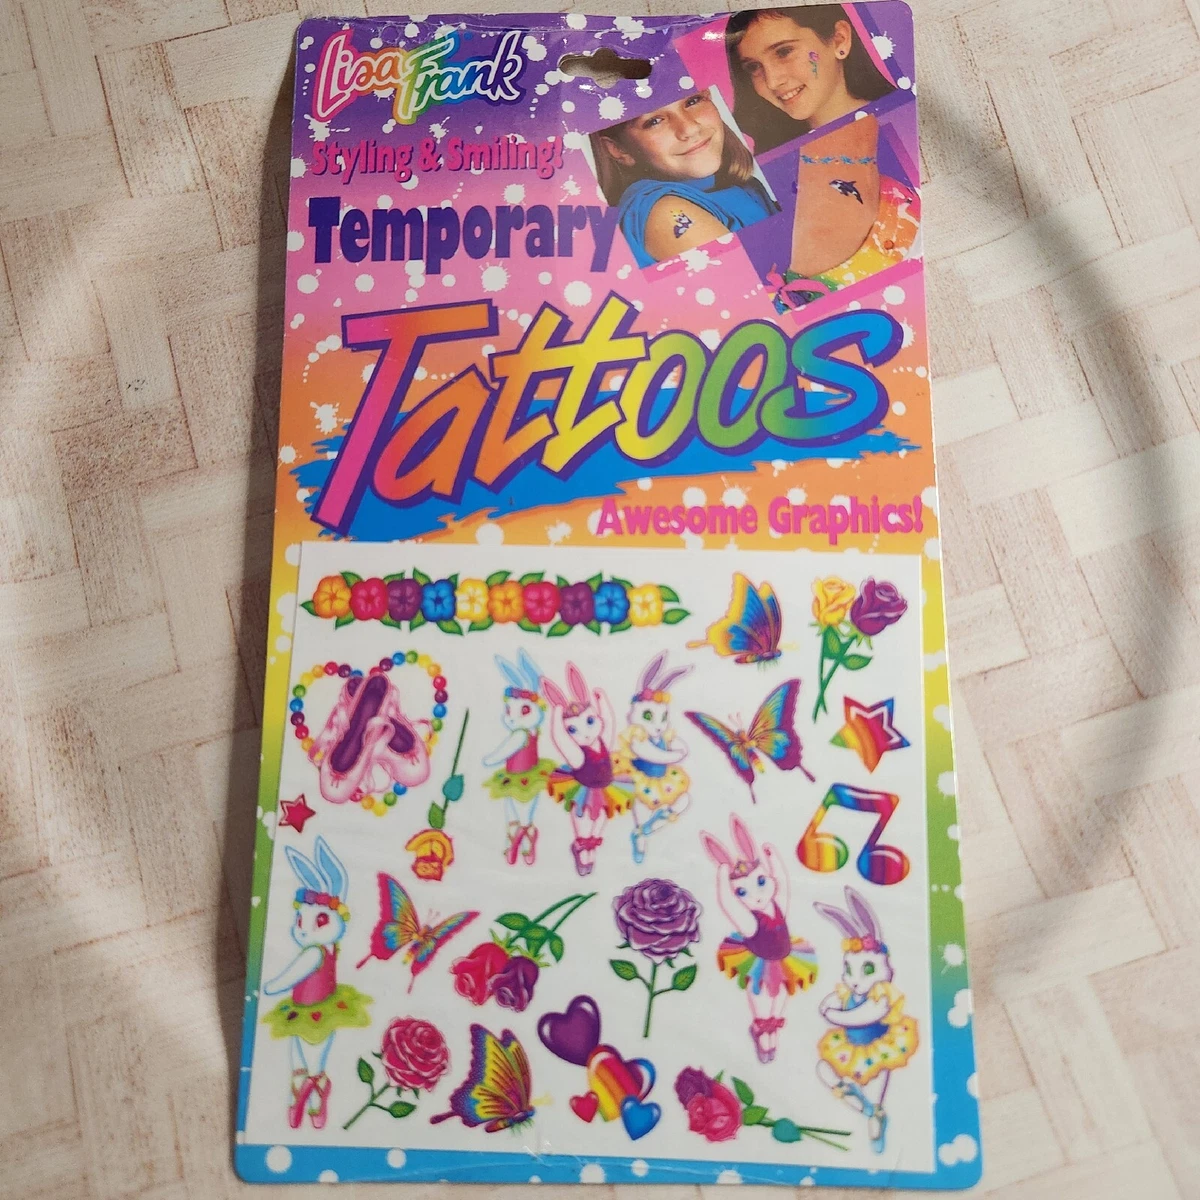 Lisa Frank
Styling & Smiling!
Temporary
Tattoos
Awesome Graphics!